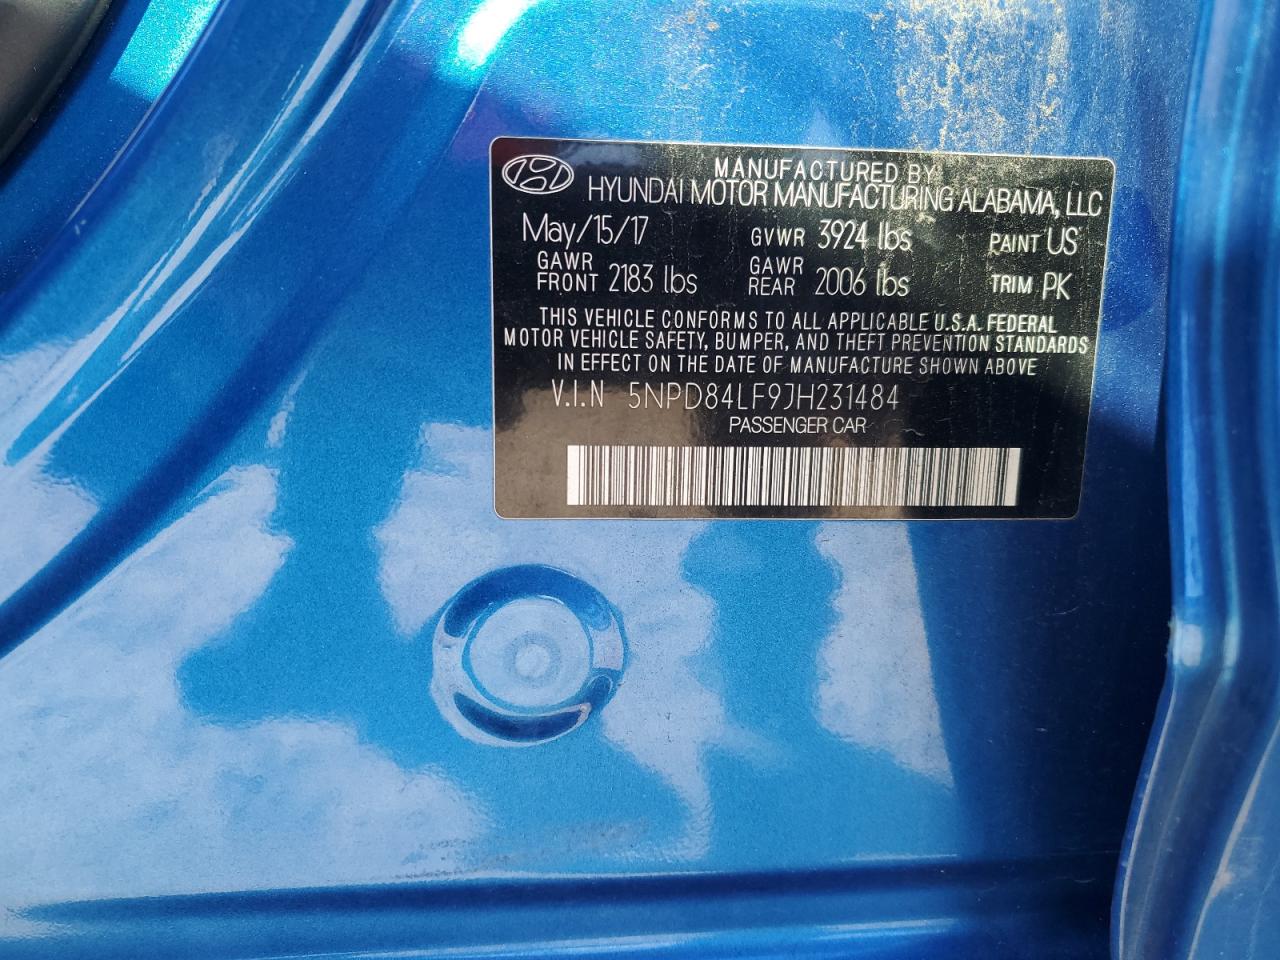 MANUFACTURED BY
HYUNDAI MOTOR MANUFACTURING ALABAMA, LLC
May/15/17 GVWR 3924 lbs PAINT US
GAWR FRONT 2183 lbs GAWR REAR 2006 lbs TRIM PK
THIS VEHICLE CONFORMS TO ALL APPLICABLE U.S.A. FEDERAL
MOTOR VEHICLE SAFETY, BUMPER, AND THEFT PREVENTION STANDARDS
IN EFFECT ON THE DATE OF MANUFACTURE SHOWN ABOVE
V.I.N 5NPD84LF9JH231484
PASSENGER CAR